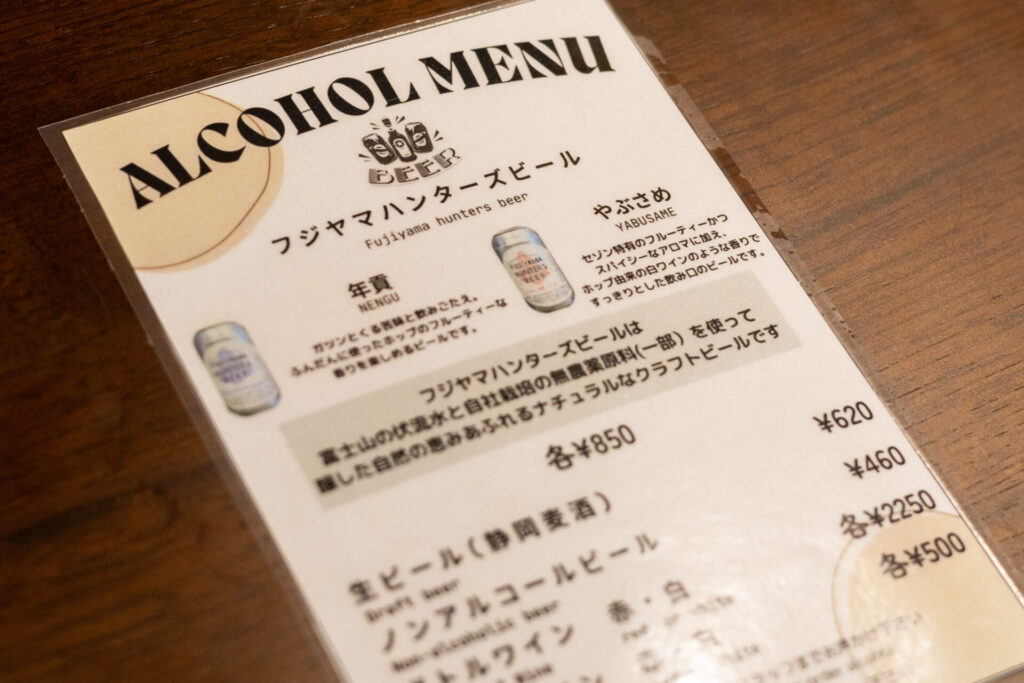 ALCOHOL MENU
BEER
フジヤマハンターズビール
Fujiyama hunters beer
やぶさめ
YABUSAME
セゾン特有のフルーティーかつ
スパイシーなアロマに加え、
ホップ由来の白ワインのような香りで
すっきりとした飲み口のビールです。
FUJIYAMA
HUNTERS
BEER
年貢
NENGU
ガツンとくる苦味と飲みごたえ。
ふんだんに使ったホップのフルーティーな
香りを楽しめるビールです。
FUJIYAMA
HUNTERS
BEER
フジヤマハンターズビールは
富士山の伏流水と自社栽培の無農薬原料(一部）を使って
醸した自然の恵みあふれるナチュラルなクラフトビールです
各¥850
生ビール(静岡麦酒) ¥620
Draft beer
ノンアルコールビール ¥460
Non-alcoholic beer
トルワイン 赤・白 各¥2250
各¥500